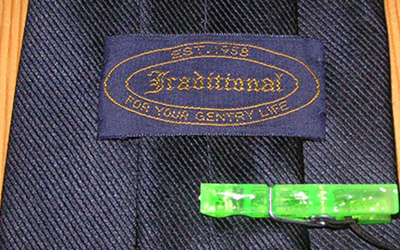 EST. 1958
Traditional
FOR YOUR GENTRY LIFE